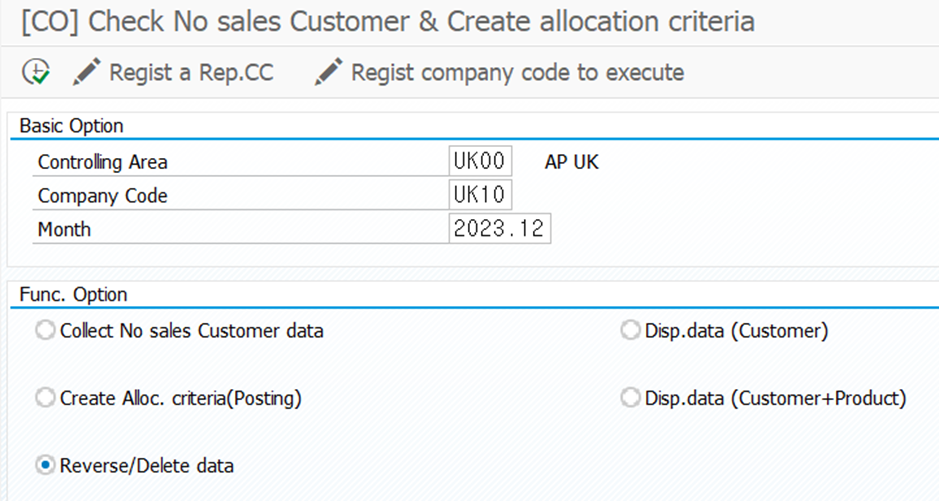 [CO] Check No sales Customer & Create allocation criteria
Regist a Rep.CC Regist company code to execute
Basic Option
Controlling Area UK00 AP UK
Company Code UK10
Month 2023.12
Func. Option
Collect No sales Customer data Disp.data (Customer)
Create Alloc. criteria(Posting) Disp.data (Customer+Product)
Reverse/Delete data